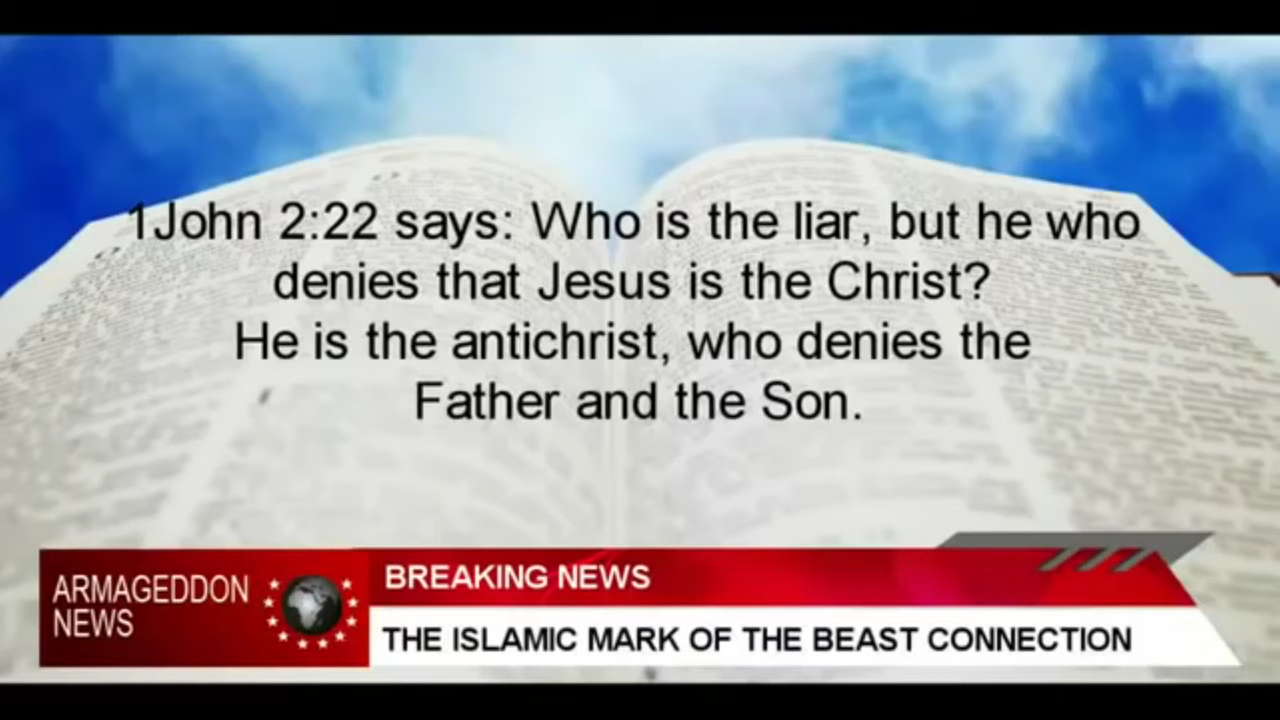 1John 2:22 says: Who is the liar, but he who
denies that Jesus is the Christ?
He is the antichrist, who denies the
Father and the Son.
ARMAGEDDON
NEWS
BREAKING NEWS
THE ISLAMIC MARK OF THE BEAST CONNECTION